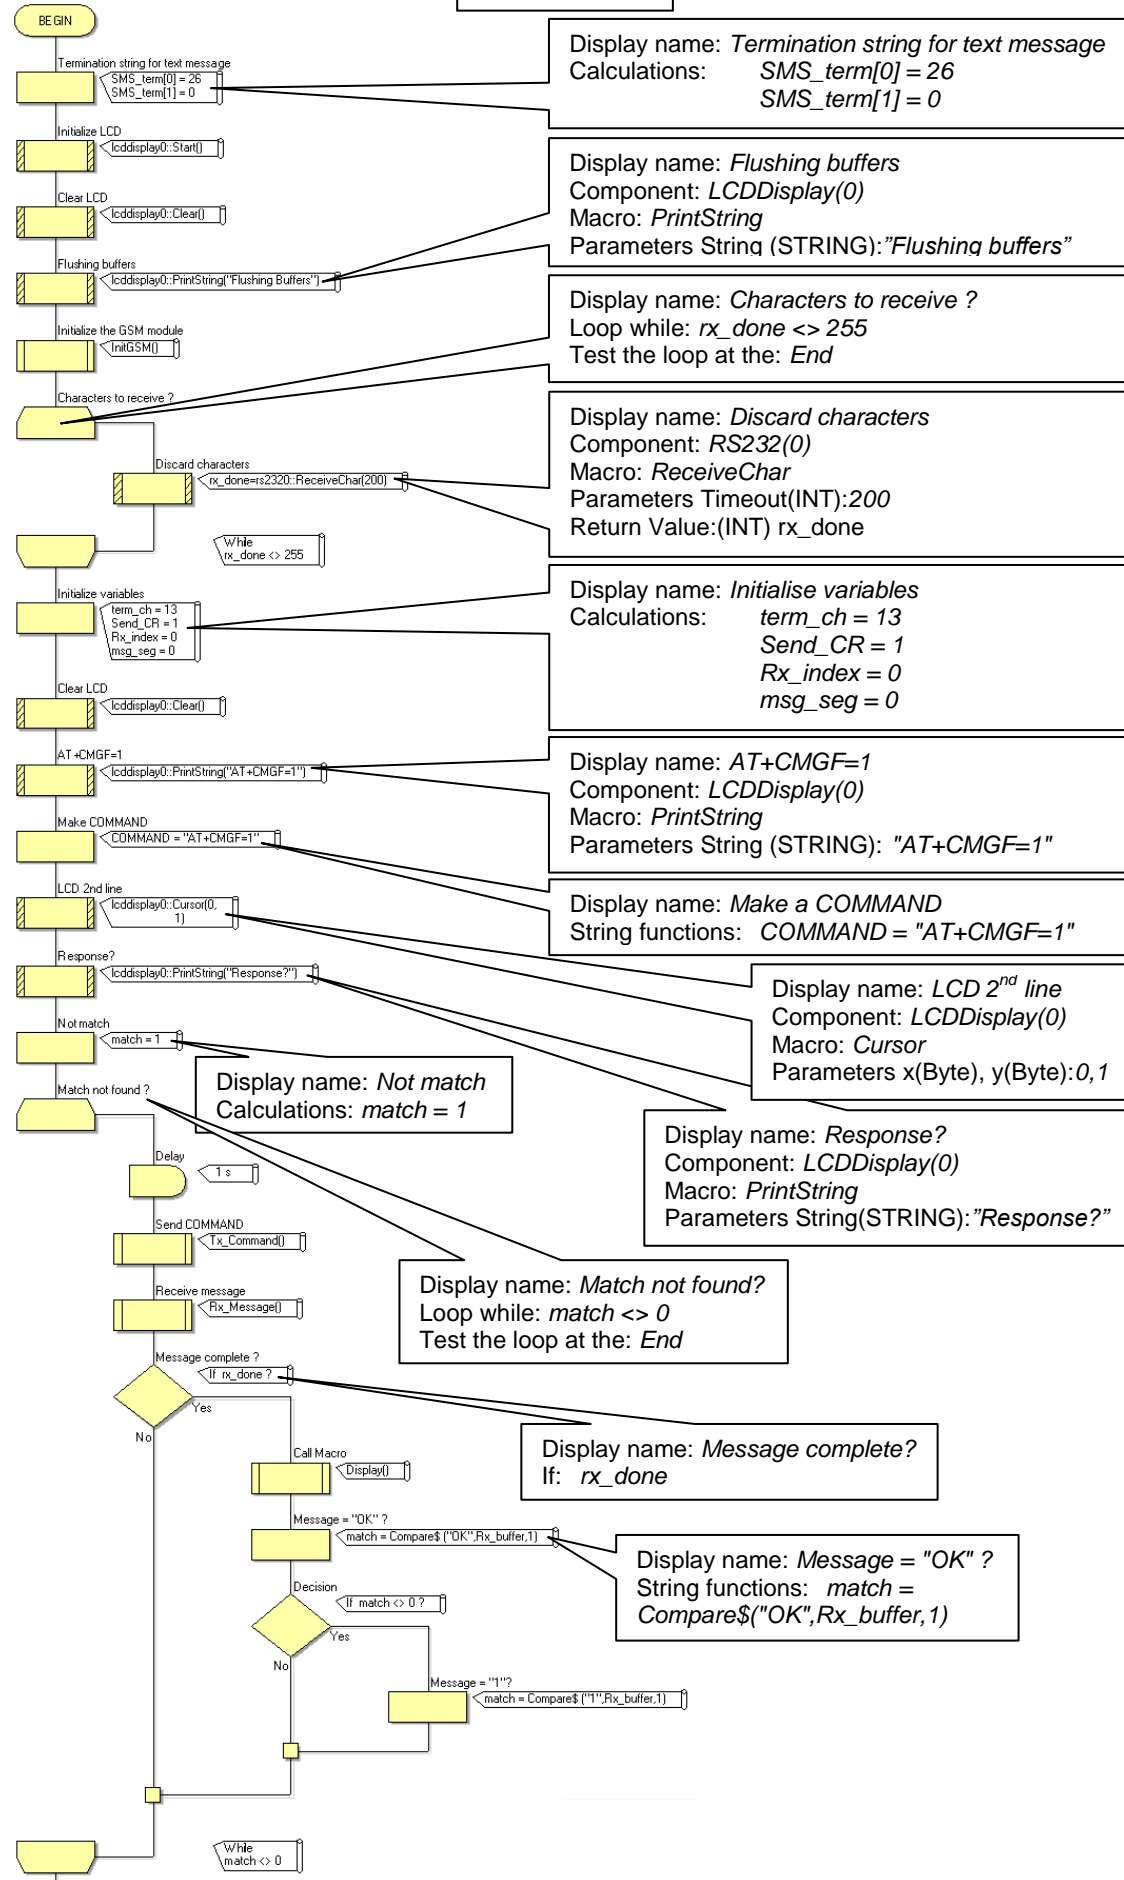 BEGIN
Termination string for text message
SMS_term[0] = 26
SMS_term[1] = 0
Display name: Termination string for text message
Calculations: SMS_term[0] = 26
SMS_term[1] = 0
Initialize LCD
lcddisplay0::Start()
Clear LCD
lcddisplay0::Clear()
Flushing buffers
lcddisplay0::PrintString("Flushing Buffers")
Display name: Flushing buffers
Component: LCDDisplay(0)
Macro: PrintString
Parameters String (STRING):”Flushing buffers”
Initialize the GSM module
InitGSM()
Characters to receive ?
Display name: Characters to receive ?
Loop while: rx_done <> 255
Test the loop at the: End
Discard characters
rx_done=rs2320::ReceiveChar(200)
Display name: Discard characters
Component: RS232(0)
Macro: ReceiveChar
Parameters Timeout(INT):200
Return Value:(INT) rx_done
While
rx_done <> 255
Initialize variables
term_ch = 13
Send_CR = 1
Rx_index = 0
msg_seg = 0
Display name: Initialise variables
Calculations: term_ch = 13
Send_CR = 1
Rx_index = 0
msg_seg = 0
Clear LCD
lcddisplay0::Clear()
AT+CMGF=1
lcddisplay0::PrintString("AT+CMGF=1")
Display name: AT+CMGF=1
Component: LCDDisplay(0)
Macro: PrintString
Parameters String (STRING): "AT+CMGF=1"
Make COMMAND
COMMAND = "AT+CMGF=1"
Display name: Make a COMMAND
String functions: COMMAND = "AT+CMGF=1"
LCD 2nd line
lcddisplay0::Cursor(0,
1)
Display name: LCD 2nd line
Component: LCDDisplay(0)
Macro: Cursor
Parameters x(Byte), y(Byte):0,1
Response?
lcddisplay0::PrintString("Response?")
Display name: Response?
Component: LCDDisplay(0)
Macro: PrintString
Parameters String(STRING):”Response?”
Not match
match = 1
Display name: Not match
Calculations: match = 1
Match not found ?
Display name: Match not found?
Loop while: match <> 0
Test the loop at the: End
Delay
1 s
Send COMMAND
Tx_Command()
Receive message
Rx_Message()
Message complete ?
If rx_done ?
Yes
No
Display name: Message complete?
If: rx_done
Call Macro
Display()
Message = "OK" ?
match = Compare$ ("OK",Rx_buffer,1)
Display name: Message = "OK" ?
String functions: match =
Compare$("OK",Rx_buffer,1)
Decision
If match <> 0 ?
Yes
No
Message = "1"?
match = Compare$ ("1",Rx_buffer,1)
While
match <> 0